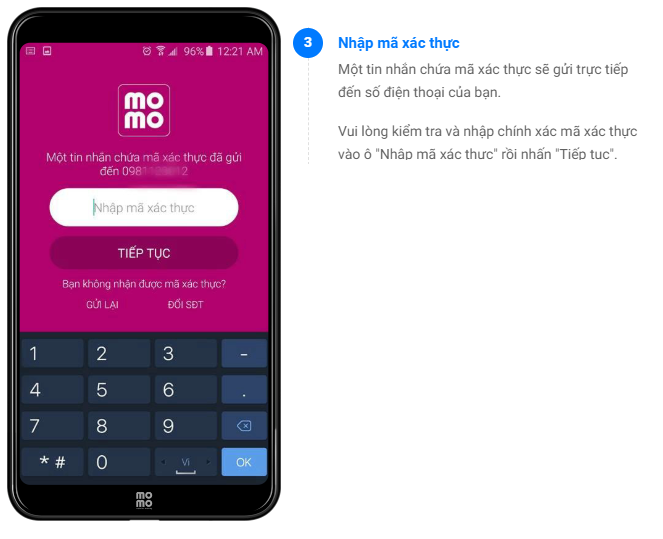 96% 12:21 AM
mo
mo
Một tin nhắn chứa mã xác thực đã gửi
đến 098
Nhập mã xác thực
TIẾP TỤC
Bạn không nhận được mã xác thực?
GỬI LẠI ĐỔI SĐT
1 2 3 -
4 5 6 .
7 8 9
* # 0 Vi OK
mo
mo
3 Nhập mã xác thực
Một tin nhắn chứa mã xác thực sẽ gửi trực tiếp
đến số điện thoại của bạn.
Vui lòng kiểm tra và nhập chính xác mã xác thực
vào ô "Nhập mã xác thực" rồi nhấn "Tiếp tục".